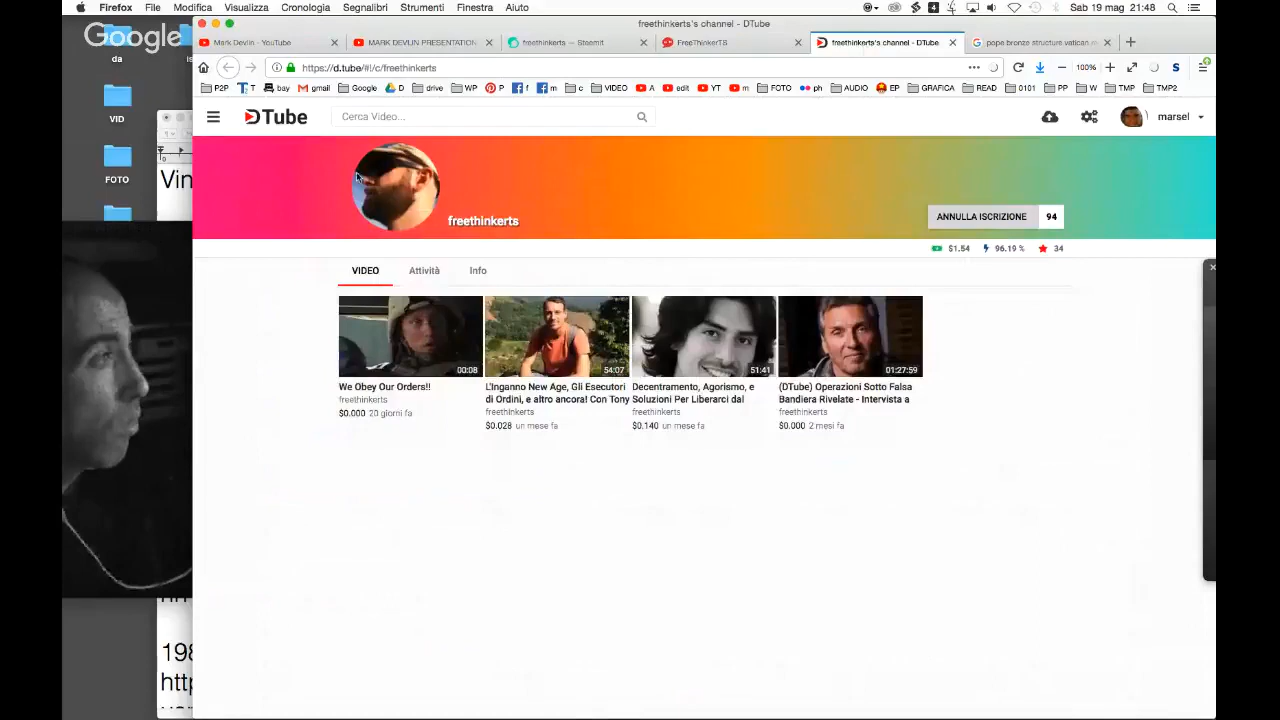 Firefox File Modifica Visualizza Cronologia Segnalibri Strumenti Finestra Aiuto 4 Sab 19 mag 21:48
Google
da
VID
FOTO
freethinkerts's channel - DTube
Mark Devlin - YouTube
MARK DEVLIN PRESENTATION
freethinkerts — Steemit
FreeThinkerTS
freethinkerts's channel - DTube
pope bronze structure vatican
https://d.tube/#!/c/freethinkerts 100% S
P2P T bay gmail Google D drive WP P f f m c VIDEO A edit YT m FOTO ph AUDIO EP GRAFICA READ 0101 PP W TMP TMP2
DTube Cerca Video... marsel
Vin
freethinkerts
ANNULLA ISCRIZIONE 94
$1.54 96.19 % 34
VIDEO Attività Info
00:08
54:07
51:41
01:27:59
We Obey Our Orders!!
freethinkerts
$0.000 20 giorni fa
L'Inganno New Age, Gli Esecutori
di Ordini, e altro ancora! Con Tony
freethinkerts
$0.028 un mese fa
Decentramento, Agorismo, e
Soluzioni Per Liberarci dal
freethinkerts
$0.140 un mese fa
(DTube) Operazioni Sotto Falsa
Bandiera Rivelate - Intervista a
freethinkerts
$0.000 2 mesi fa
198
http